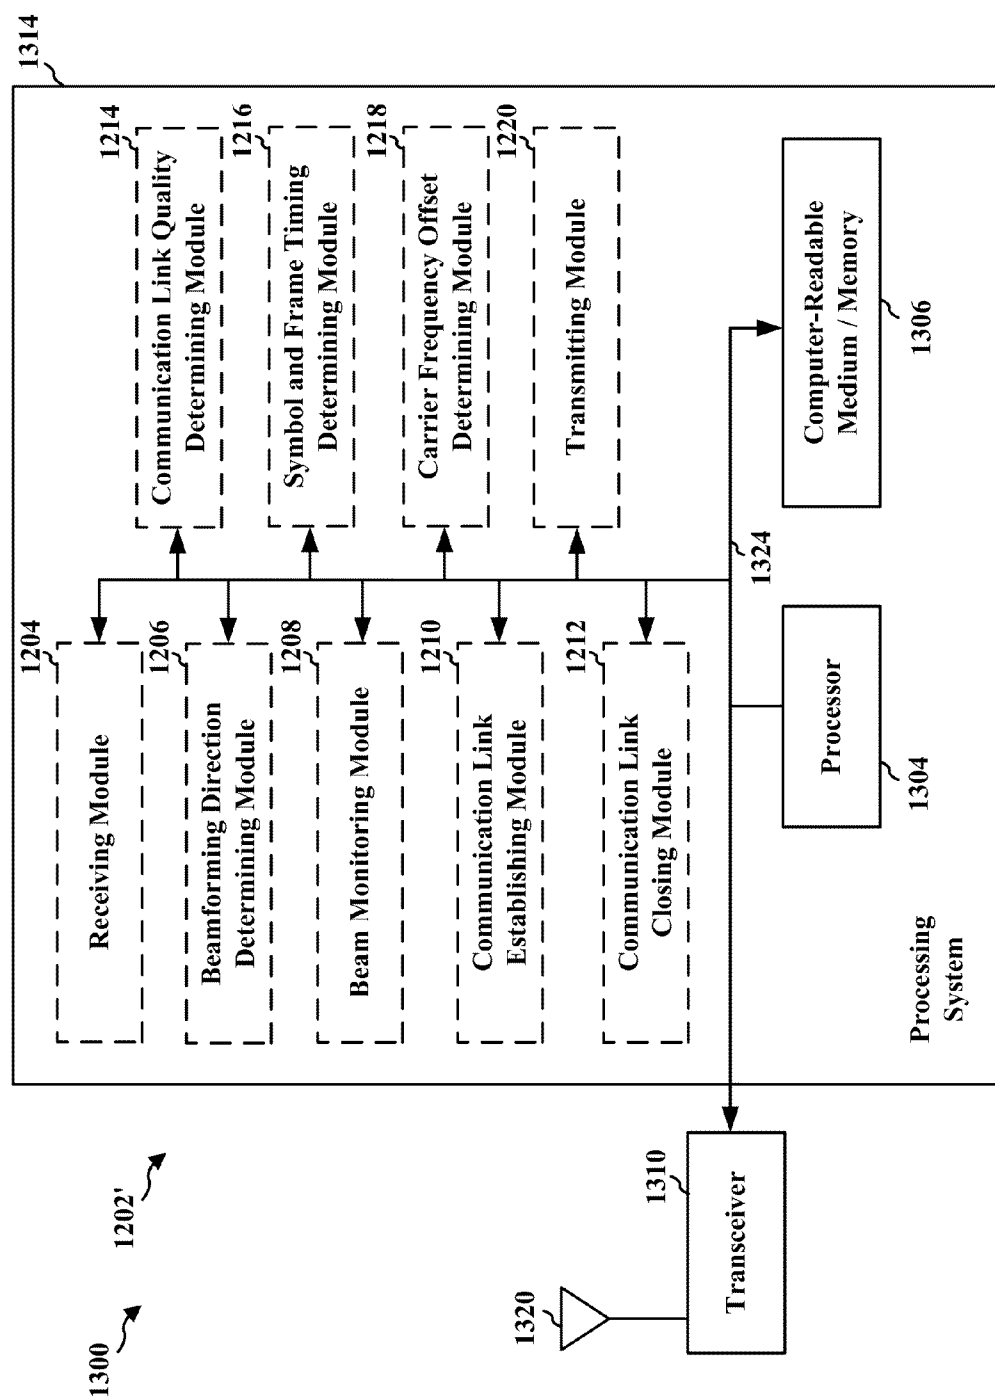 1300
1202'
1314
1204
Receiving Module
1206
Beamforming Direction
Determining Module
1208
Beam Monitoring Module
1210
Communication Link
Establishing Module
1212
Communication Link
Closing Module
1214
Communication Link Quality
Determining Module
1216
Symbol and Frame Timing
Determining Module
1218
Carrier Frequency Offset
Determining Module
1220
Transmitting Module
1324
1320
1310
Transceiver
Processing
System
Processor
1304
Computer-Readable
Medium / Memory
1306